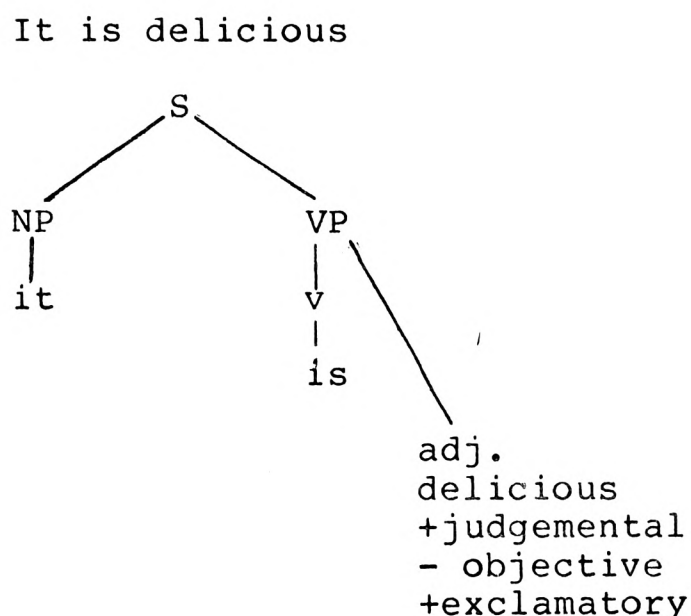 It is delicious
S
NP VP
it v
is
adj.
delicious
+judgemental
- objective
+exclamatory